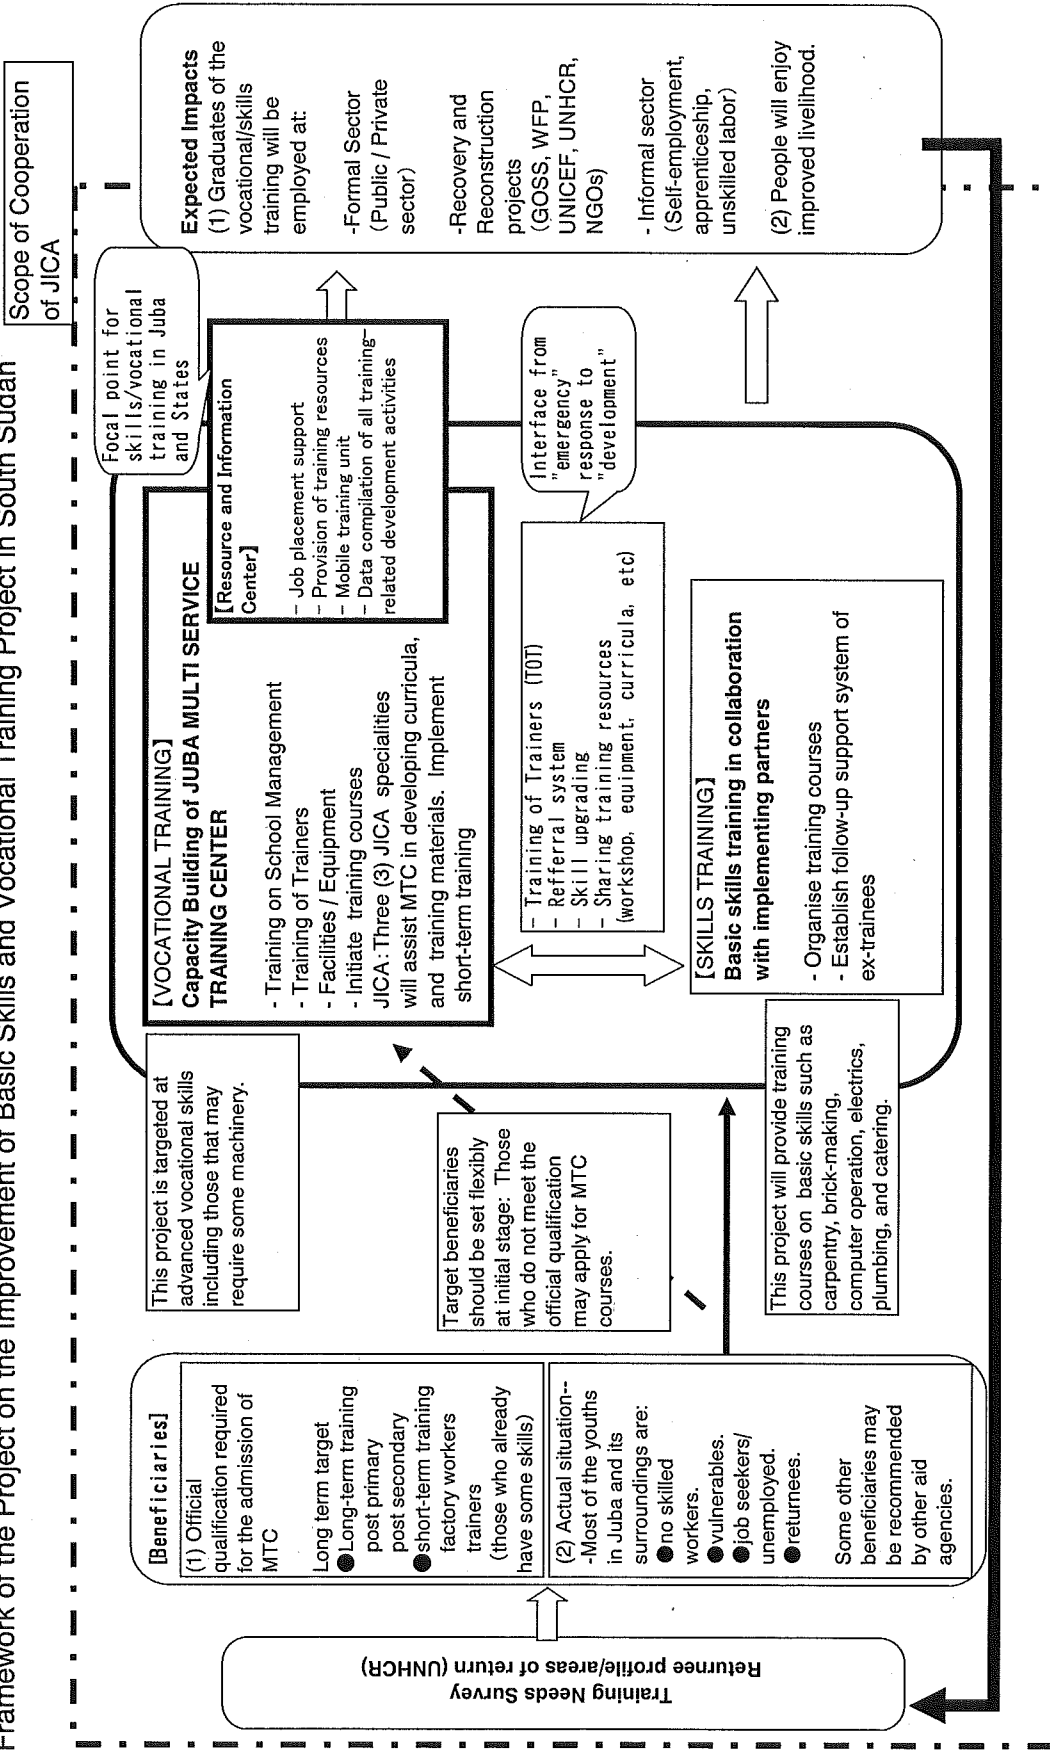 Framework of the Project on the Improvement of Basic Skills and Vocational Training Project in South Sudan
Scope of Cooperation
of JICA
Training Needs Survey
Returnee profile/areas of return (UNHCR)
[Beneficiaries]
(1) Official
qualification required
for the admission of
MTC
Long term target
●Long-term training
post primary
post secondary
●short-term training
factory workers
trainers
(those who already
have some skills)
(2) Actual situation--
-Most of the youths
in Juba and its
surroundings are:
●no skilled
workers.
●vulnerables.
●job seekers/
unemployed.
●returnees.
Some other
beneficiaries may
be recommended
by other aid
agencies.
This project is targeted at
advanced vocational skills
including those that may
require some machinery.
Target beneficiaries
should be set flexibly
at initial stage: Those
who do not meet the
official qualification
may apply for MTC
courses.
This project will provide training
courses on basic skills such as
carpentry, brick-making,
computer operation, electrics,
plumbing, and catering.
[VOCATIONAL TRAINING]
Capacity Building of JUBA MULTI SERVICE
TRAINING CENTER
- Training on School Management
- Training of Trainers
- Facilities / Equipment
- Initiate training courses
JICA: Three (3) JICA specialities
will assist MTC in developing curricula,
and training materials. Implement
short-term training
[Resource and Information
Center]
- Job placement support
- Provision of training resources
- Mobile training unit
- Data compilation of all training-
related development activities
Focal point for
skills/vocational
training in Juba
and States
- Training of Trainers (TOT)
- Refferral system
- Skill upgrading
- Sharing training resources
(workshop, equipment, curricula, etc)
Interface from
"emergency"
response to
"development"
[SKILLS TRAINING]
Basic skills training in collaboration
with implementing partners
- Organise training courses
- Establish follow-up support system of
ex-trainees
Expected Impacts
(1) Graduates of the
vocational/skills
training will be
employed at:
-Formal Sector
(Public / Private
sector)
-Recovery and
Reconstruction
projects
(GOSS, WFP,
UNICEF, UNHCR,
NGOs)
- Informal sector
(Self-employment,
apprenticeship,
unskilled labor)
(2) People will enjoy
improved livelihood.